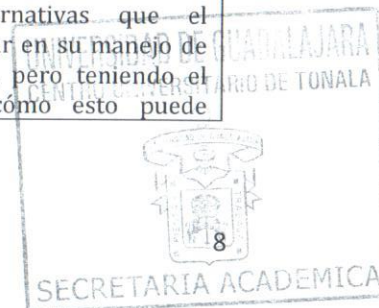 rnativas que el
r en su manejo de
pero teniendo el
cómo esto puede
UNIVERSIDAD DE GUADALAJARA
CENTRO UNIVERSITARIO DE TONALA
8
SECRETARIA ACADEMICA